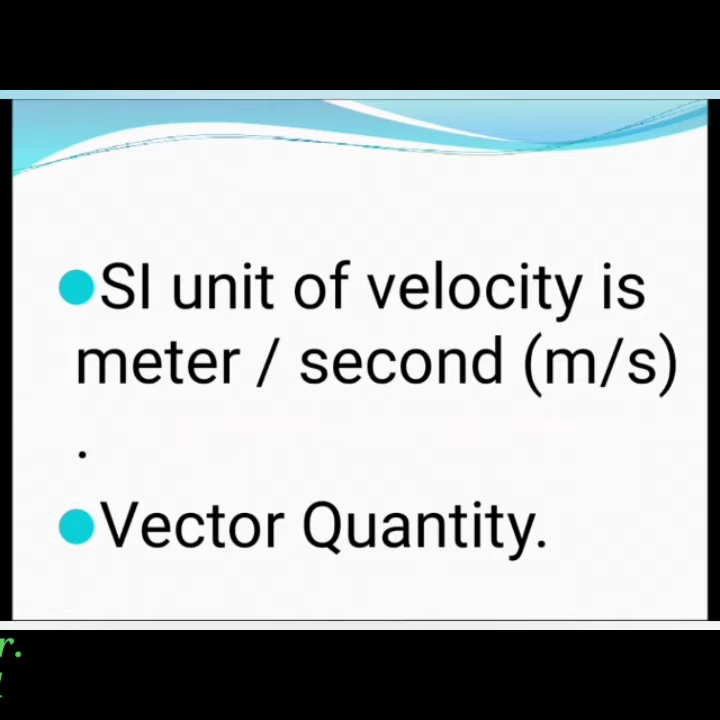 ●SI unit of velocity is
meter / second (m/s)
.
●Vector Quantity.
r.